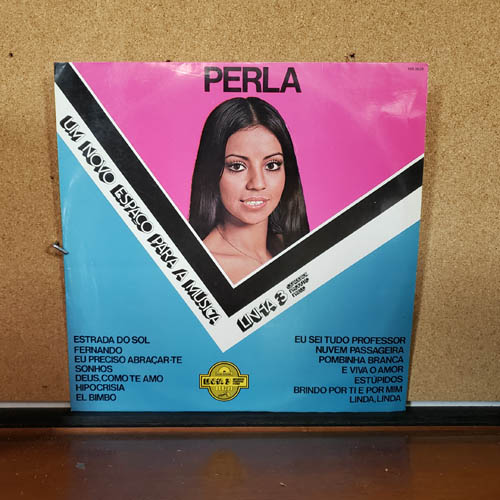 PERLA
UM NOVO ESPAÇO PARA A MÚSICA
LINHA 3
ESTRADA DO SOL
FERNANDO
EU PRECISO ABRAÇAR-TE
SONHOS
DEUS, COMO TE AMO
HIPOCRISIA
EL BIMBO
LINHA 3
EU SEI TUDO PROFESSOR
NUVEM PASSAGEIRA
POMBINHA BRANCA
E VIVA O AMOR
ESTÚPIDOS
BRINDO POR TI E POR MIM
LINDA, LINDA